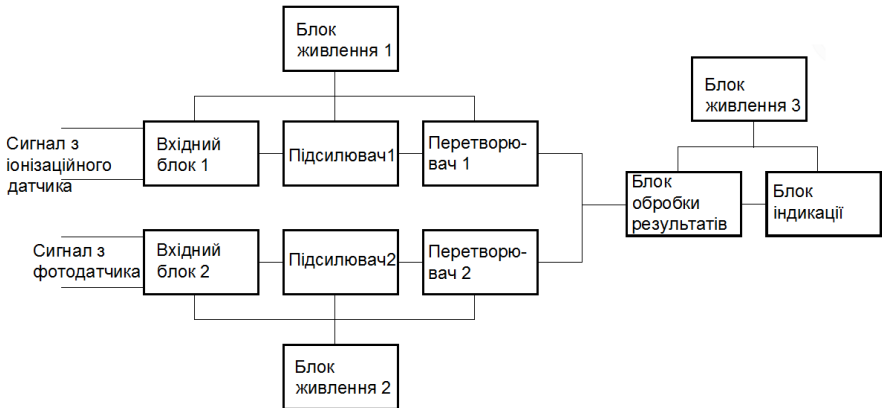 Блок
живлення 1
Блок
живлення 3
Сигнал з
іонізаційного
датчика
Вхідний
блок 1
Підсилювач1
Перетворю-
вач 1
Блок
обробки
результатів
Блок
індикації
Сигнал з
фотодатчика
Вхідний
блок 2
Підсилювач2
Перетворю-
вач 2
Блок
живлення 2